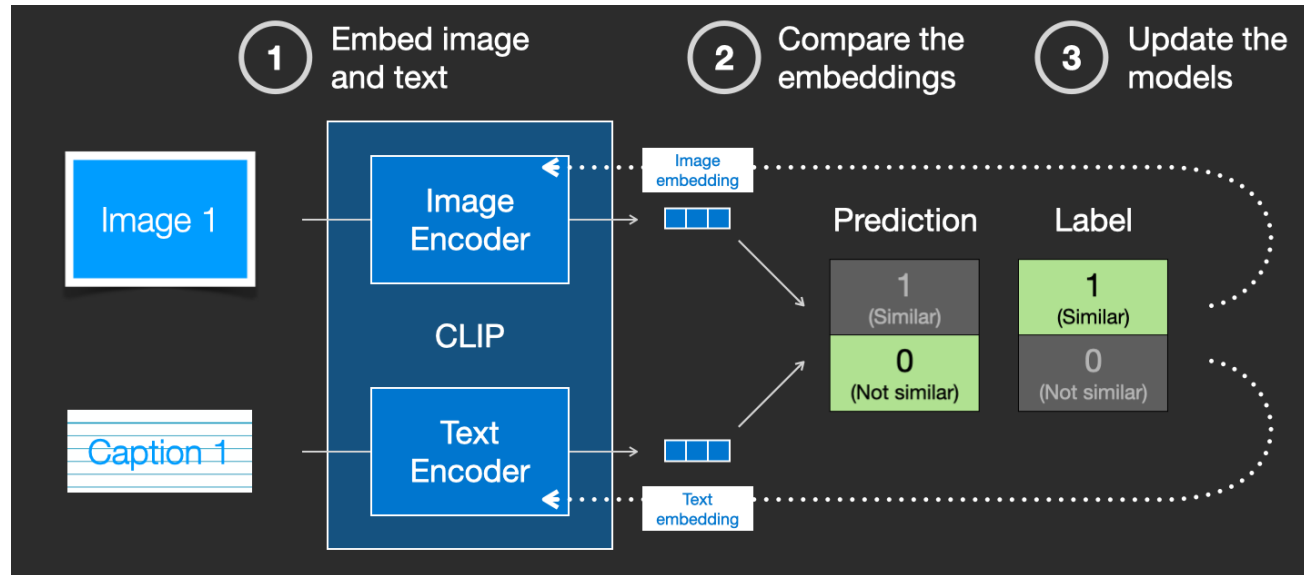 1
Embed image
and text
2
Compare the
embeddings
3
Update the
models
Image 1
Image
Encoder
Image
embedding
Prediction
Label
1
(Similar)
0
(Not similar)
1
(Similar)
0
(Not similar)
CLIP
Caption 1
Text
Encoder
Text
embedding